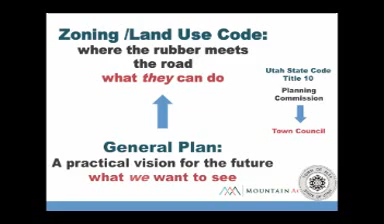 Zoning /Land Use Code:
where the rubber meets
the road
what they can do
Utah State Code
Title 10
Planning
Commission
Town Council
General Plan:
A practical vision for the future
what we want to see
MOUNTAIN